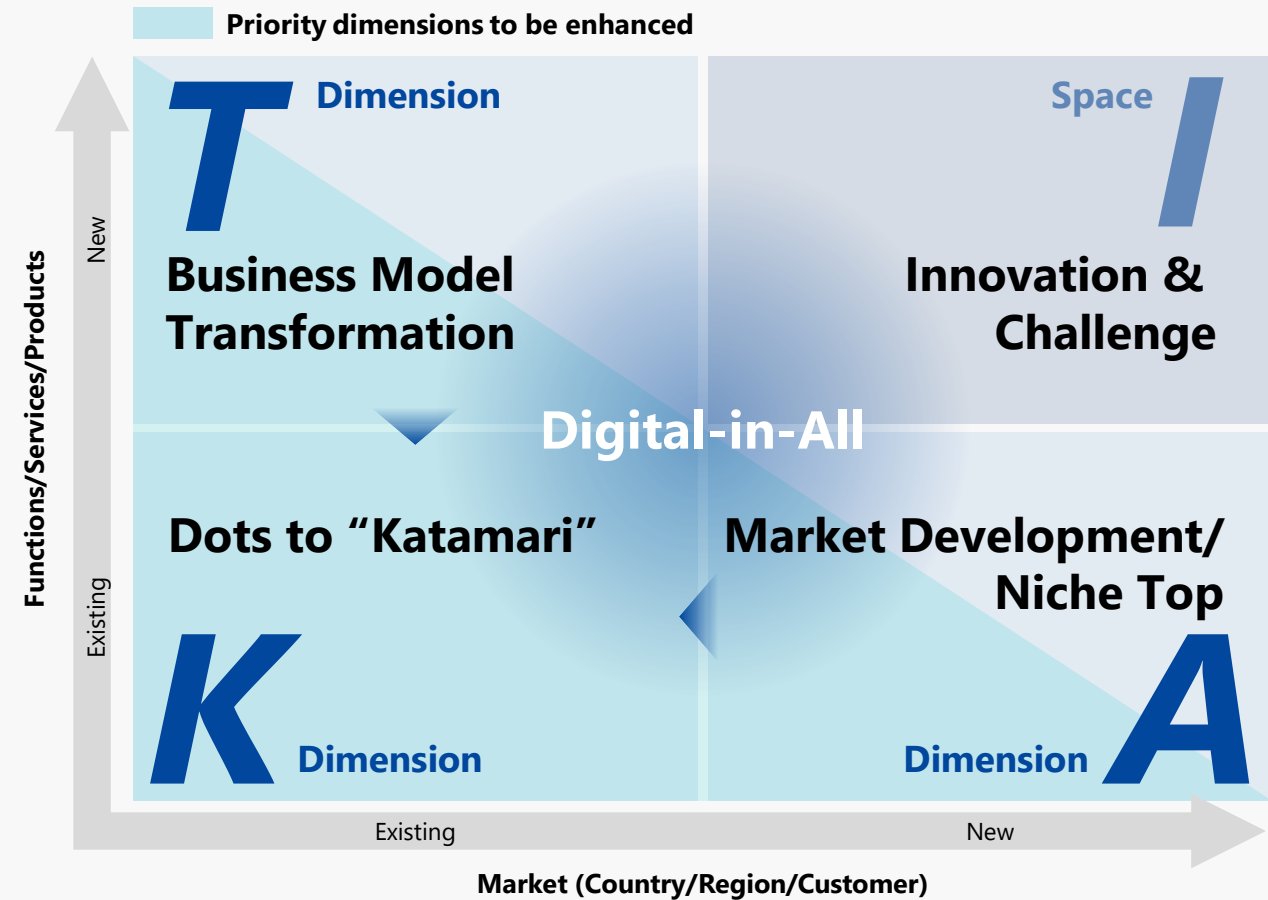 Priority dimensions to be enhanced
T Dimension
Space I
Business Model
Transformation
Innovation &
Challenge
Digital-in-All
Dots to “Katamari”
Market Development/
Niche Top
K Dimension
Dimension A
Functions/Services/Products
New
Existing
Existing
New
Market (Country/Region/Customer)